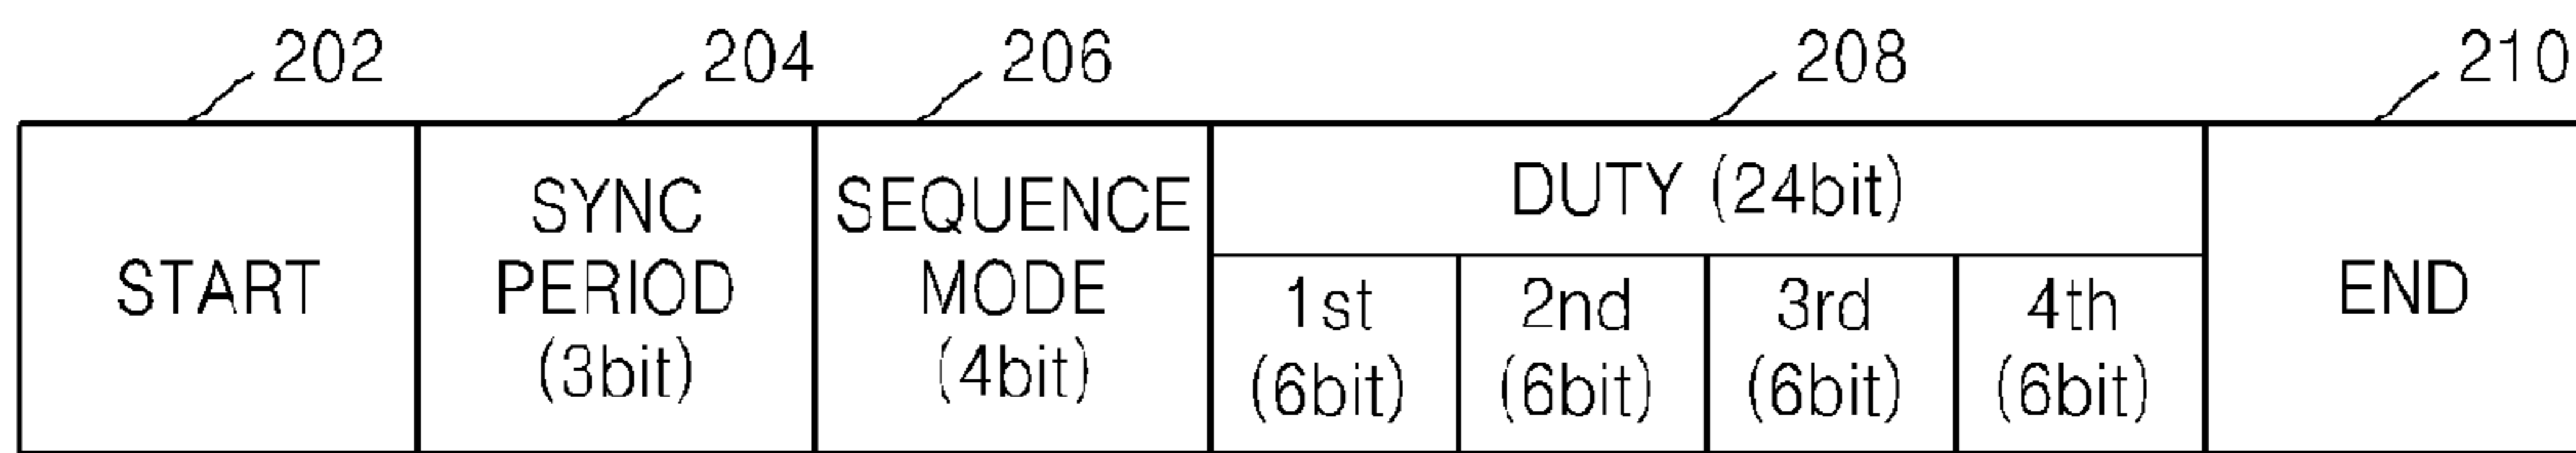 202
204
206
208
210
START
SYNC
PERIOD
(3bit)
SEQUENCE
MODE
(4bit)
DUTY (24bit)
1st
(6bit)
2nd
(6bit)
3rd
(6bit)
4th
(6bit)
END